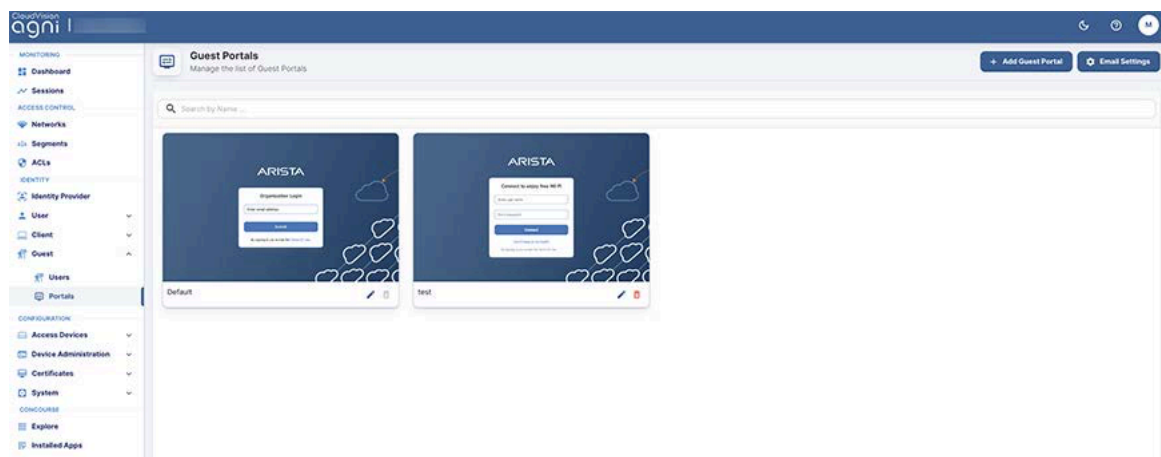 CloudVision
agni
M
MONITORING
Dashboard
Sessions
ACCESS CONTROL
Networks
Segments
ACLs
IDENTITY
Identity Provider
User
Client
Guest
Users
Portals
CONFIGURATION
Access Devices
Device Administration
Certificates
System
CONCOURSE
Explore
Installed Apps
Guest Portals
Manage the list of Guest Portals
+ Add Guest Portal
Email Settings
Search by Name ...
ARISTA
Organization Login
Enter email address
Submit
Default
ARISTA
Connect to enjoy free Wi-Fi
Connect
test